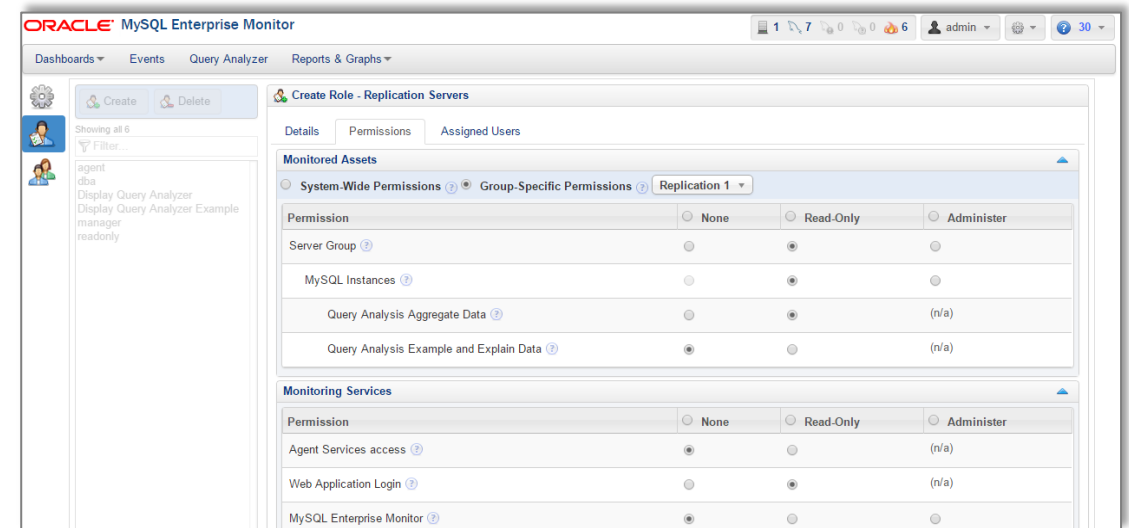 ORACLE MySQL Enterprise Monitor
1 7 0 0 6 admin 30
Dashboards Events Query Analyzer Reports & Graphs
Create Delete
Showing all 6
Filter...
agent
dba
Display Query Analyzer
Display Query Analyzer Example
manager
readonly
Create Role - Replication Servers
Details Permissions Assigned Users
Monitored Assets
System-Wide Permissions ? Group-Specific Permissions ? Replication 1
Permission None Read-Only Administer
Server Group ?
MySQL Instances ?
Query Analysis Aggregate Data ? (n/a)
Query Analysis Example and Explain Data ? (n/a)
Monitoring Services
Permission None Read-Only Administer
Agent Services access ? (n/a)
Web Application Login ? (n/a)
MySQL Enterprise Monitor ?